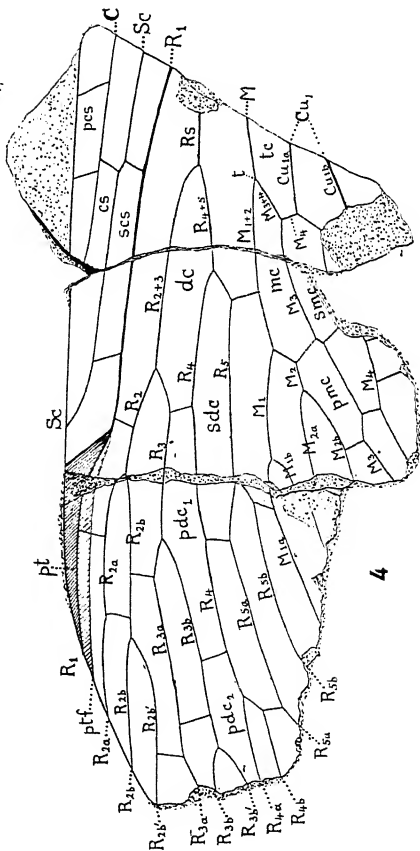 C
Sc
R1
pcs
cs
scs
Rs
R4+5
M
t
M1+2
M3+4
tc
Cu1
Cu1a
Cu1b
M4
Sc
R2+3
dc
R2
R3
R4
sdc
R5
mc
M3
smc
M1
M2
M1b
M2a
M2b
pmc
M4
M3
pt
R1
ptf
R2a
R2b
R2a
R2b
R2b
R2b'
pdc1
R3a
R3b
R4
R5a
R5b
M1a
pdc2
R2b'
R3a
R3b
R3b'
R4a
R4b
R5a
R5b
4